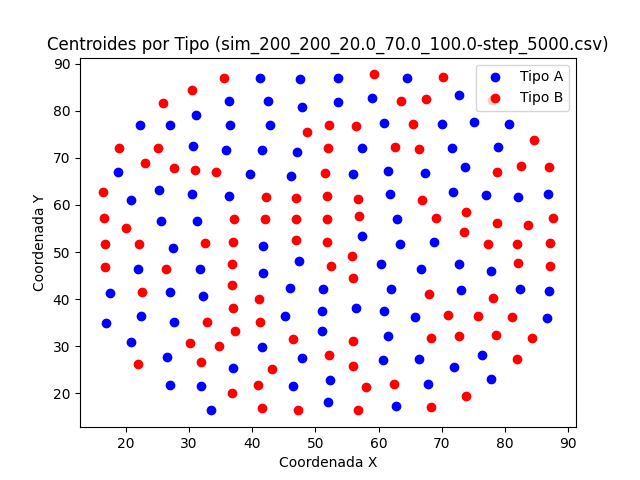 Centroides por Tipo (sim_200_200_20.0_70.0_100.0-step_5000.csv)
Tipo A
Tipo B
90
80
70
60
50
40
30
20
Coordenada Y
20 30 40 50 60 70 80 90
Coordenada X